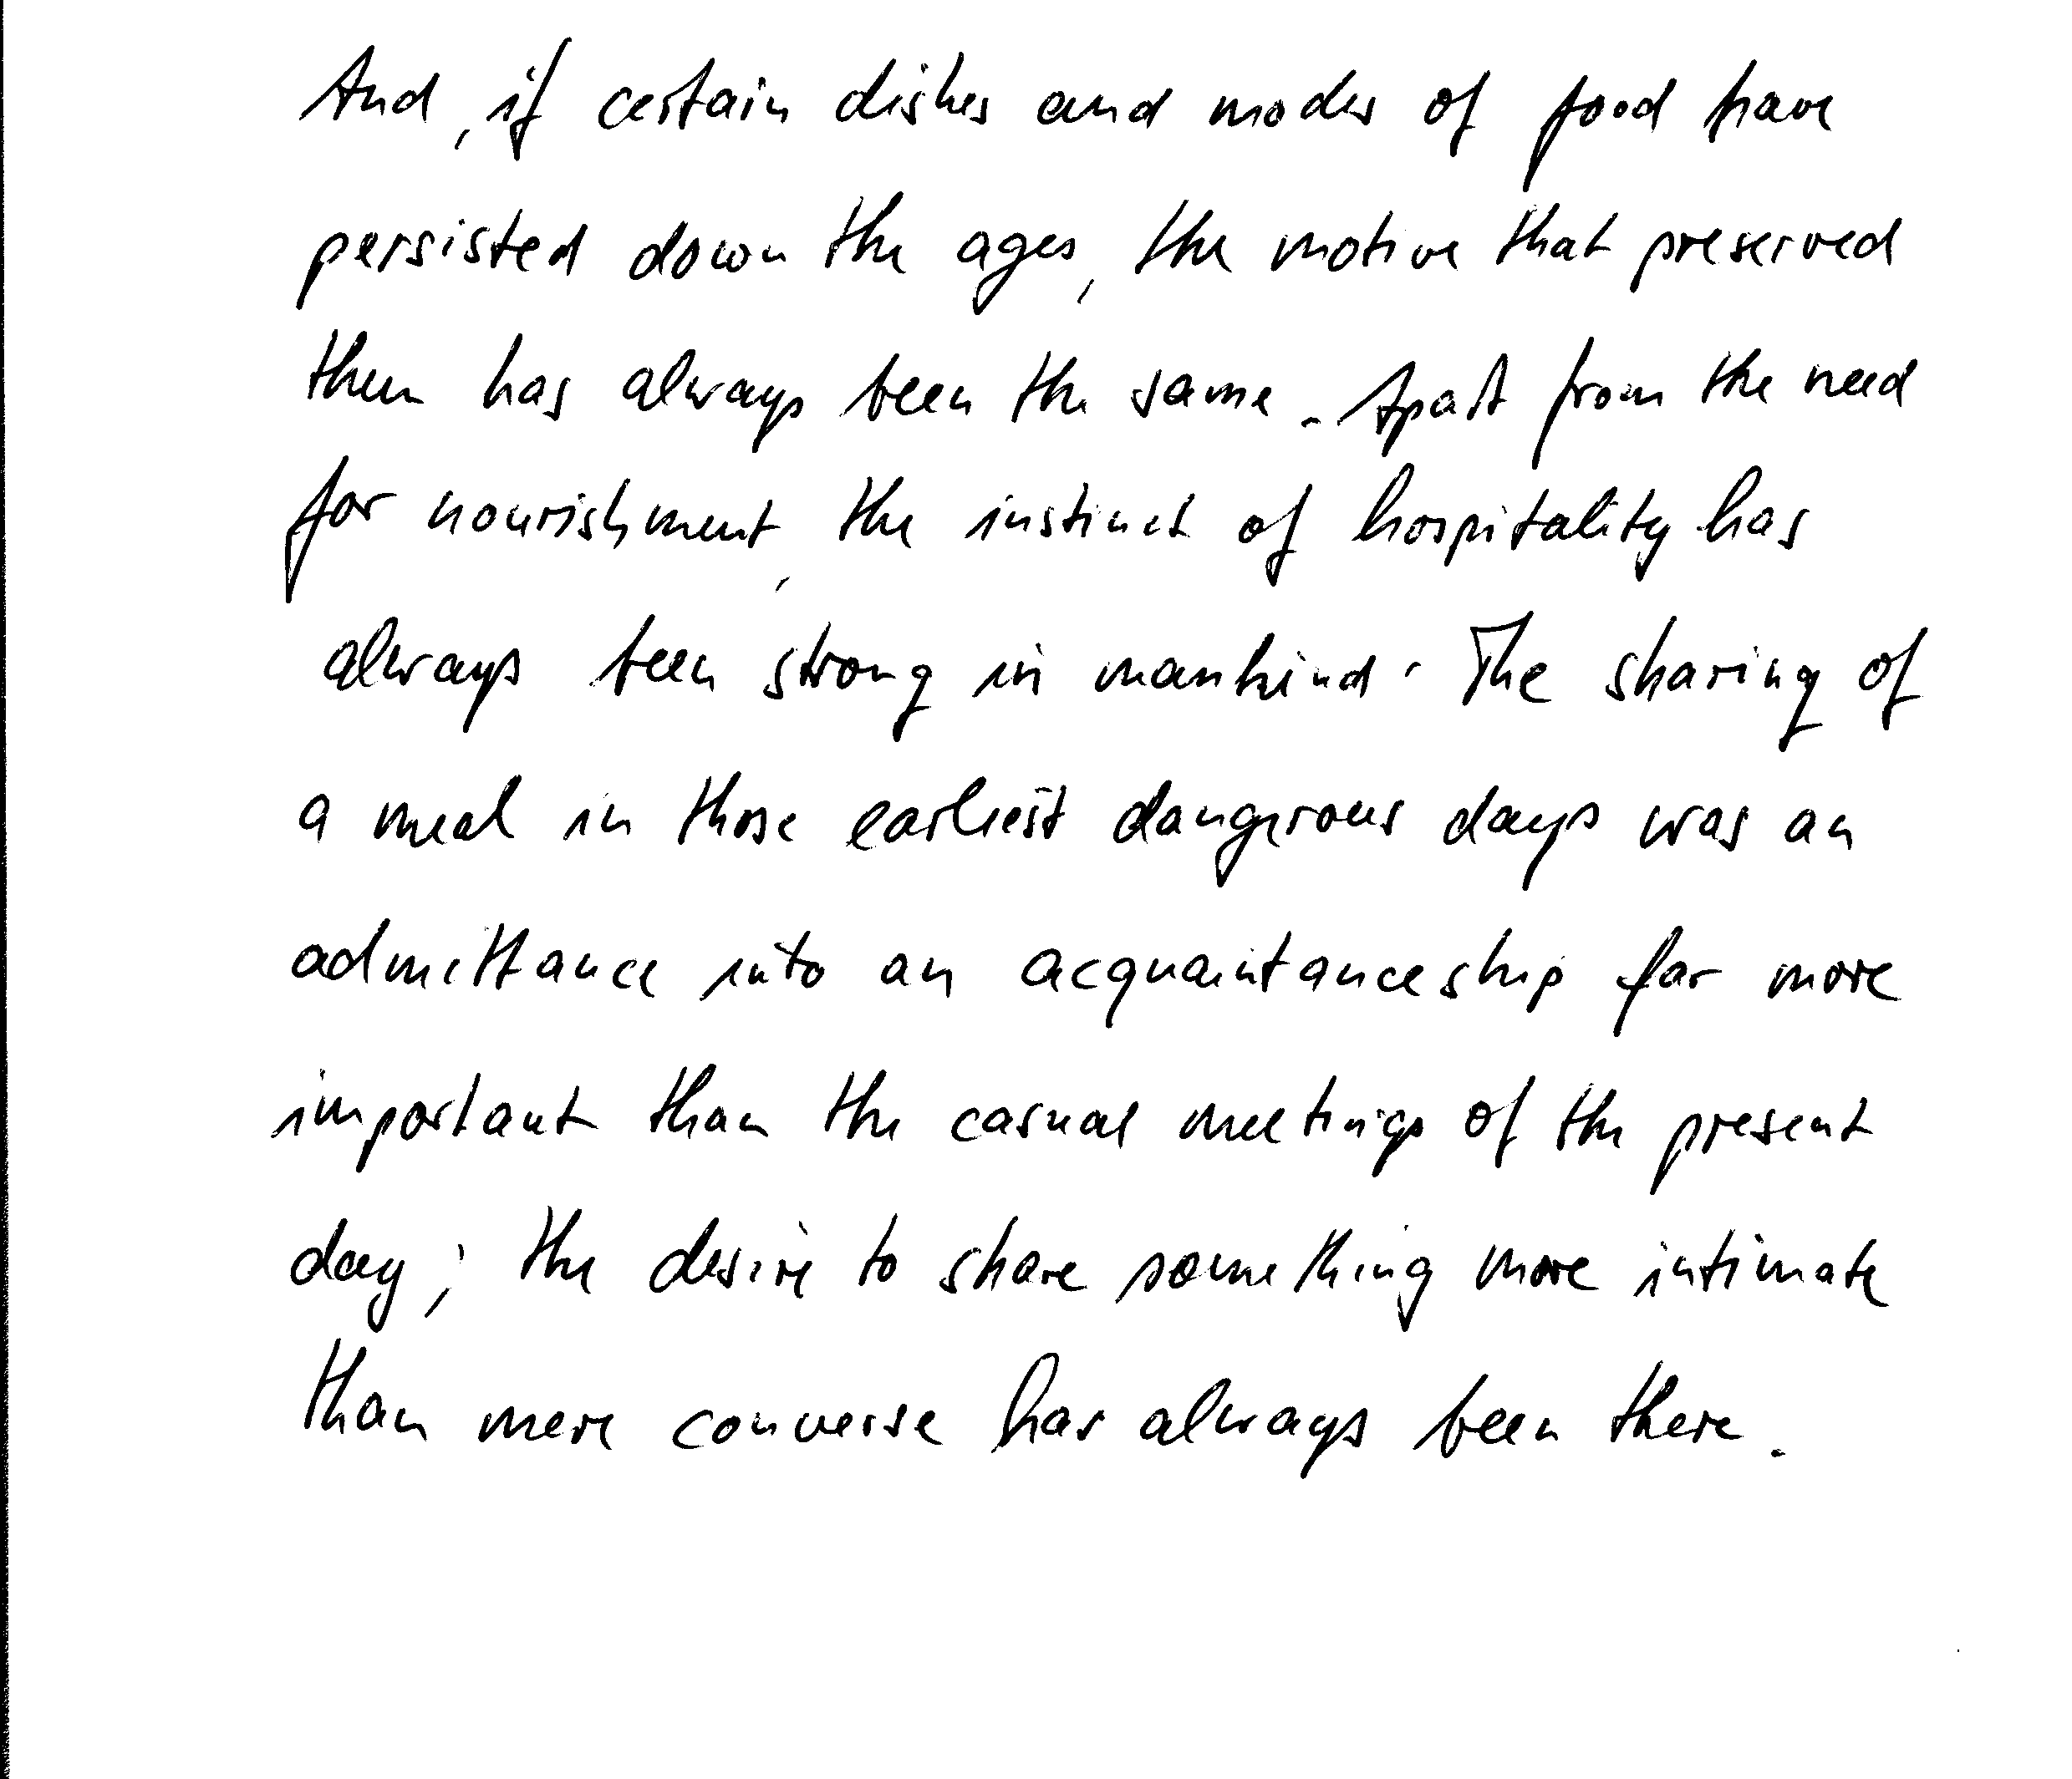 And, if certain dishes and modes of food have
persisted down the ages, the motive that preserved
them has always been the same. Apart from the need
for nourishment, the instinct of hospitality has
always been strong in mankind. The sharing of
a meal in those earliest dangerous days was an
admittance into an acquaintanceship far more
important than the casual meetings of the present
day; the desire to share something more intimate
than mere converse has always been there.